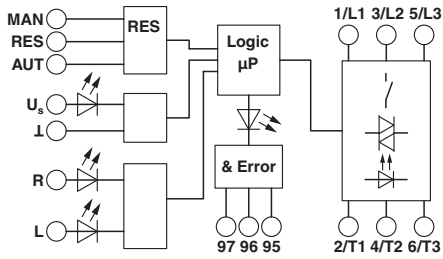 MAN
RES
AUT
RES
Us
⊥
R
L
Logic
µP
& Error
97 96 95
1/L1 3/L2 5/L3
2/T1 4/T2 6/T3